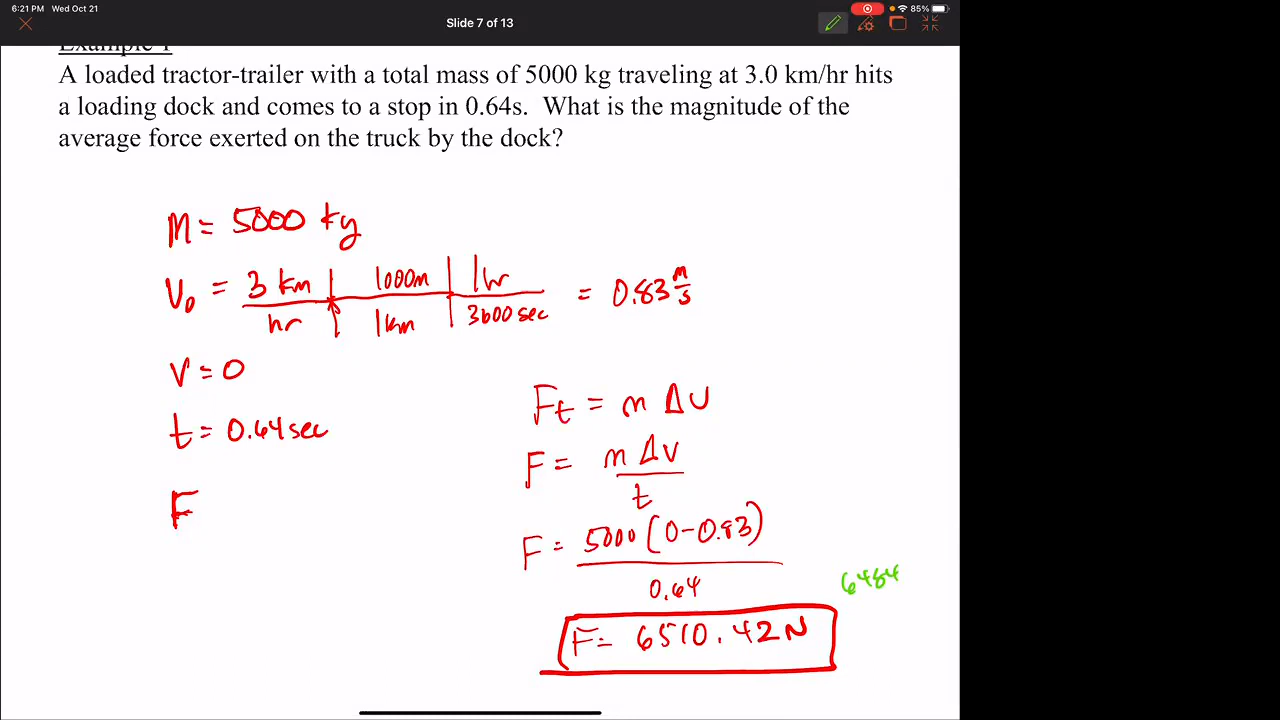 6:21 PM Wed Oct 21
85%
Slide 7 of 13
Example 1
A loaded tractor-trailer with a total mass of 5000 kg traveling at 3.0 km/hr hits
a loading dock and comes to a stop in 0.64s. What is the magnitude of the
average force exerted on the truck by the dock?
M = 5000 kg
V₀ = 3 km | 1000m | 1hr = 0.83 m/s
hr | 1km | 3600 sec
V = 0
t = 0.64 sec
F
Ft = m Δv
F = m Δv
t
F = 5000 (0 - 0.83)
0.64
6484
F = 6510.42 N